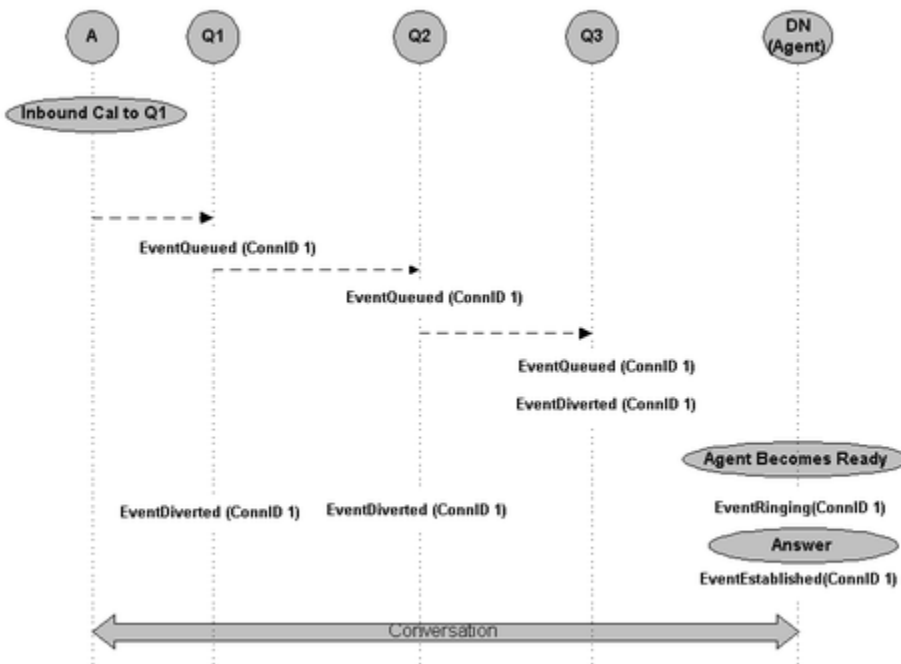 A
Q1
Q2
Q3
DN
(Agent)
Inbound Cal to Q1
EventQueued (ConnID 1)
EventQueued (ConnID 1)
EventQueued (ConnID 1)
EventDiverted (ConnID 1)
Agent Becomes Ready
EventDiverted (ConnID 1)
EventDiverted (ConnID 1)
EventRinging(ConnID 1)
Answer
EventEstablished(ConnID 1)
Conversation